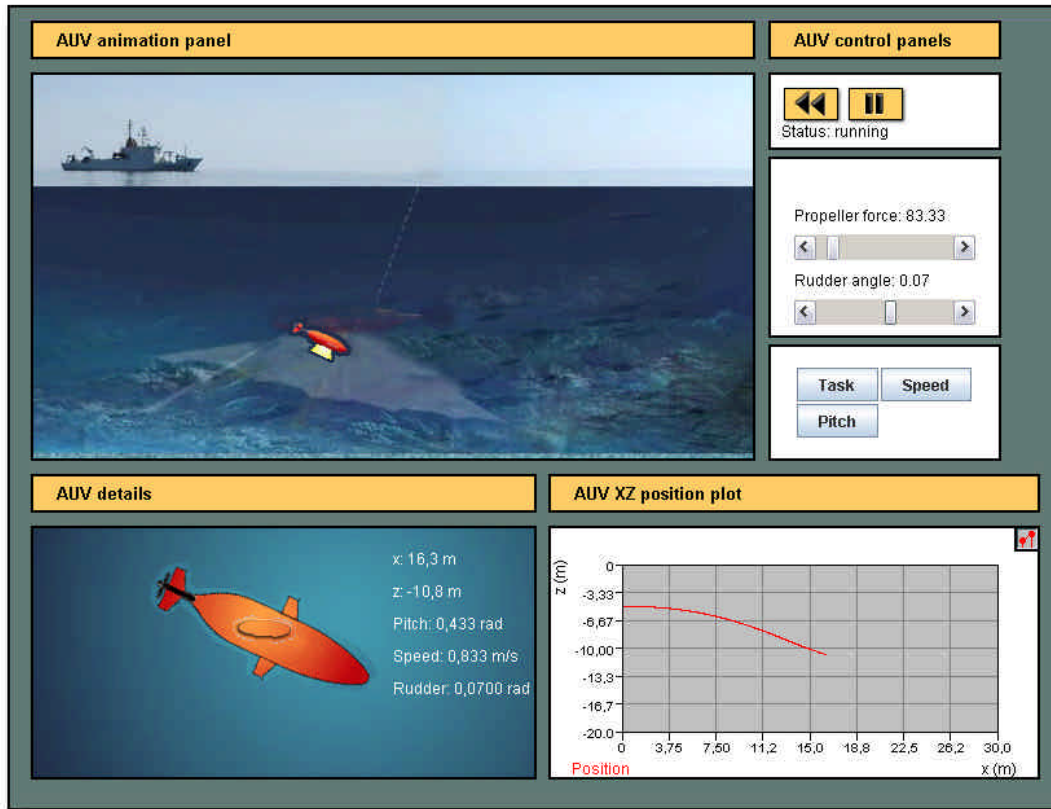 AUV animation panel
AUV control panels
Status: running
Propeller force: 83.33
Rudder angle: 0.07
Task
Speed
Pitch
AUV details
AUV XZ position plot
x: 16,3 m
z: -10,8 m
Pitch: 0,433 rad
Speed: 0,833 m/s
Rudder: 0,0700 rad
z (m)
0
-3,33
-6,67
-10,00
-13,3
-16,7
-20.0
0 3,75 7,50 11,2 15,0 18,8 22,5 26,2 30,0
Position x (m)